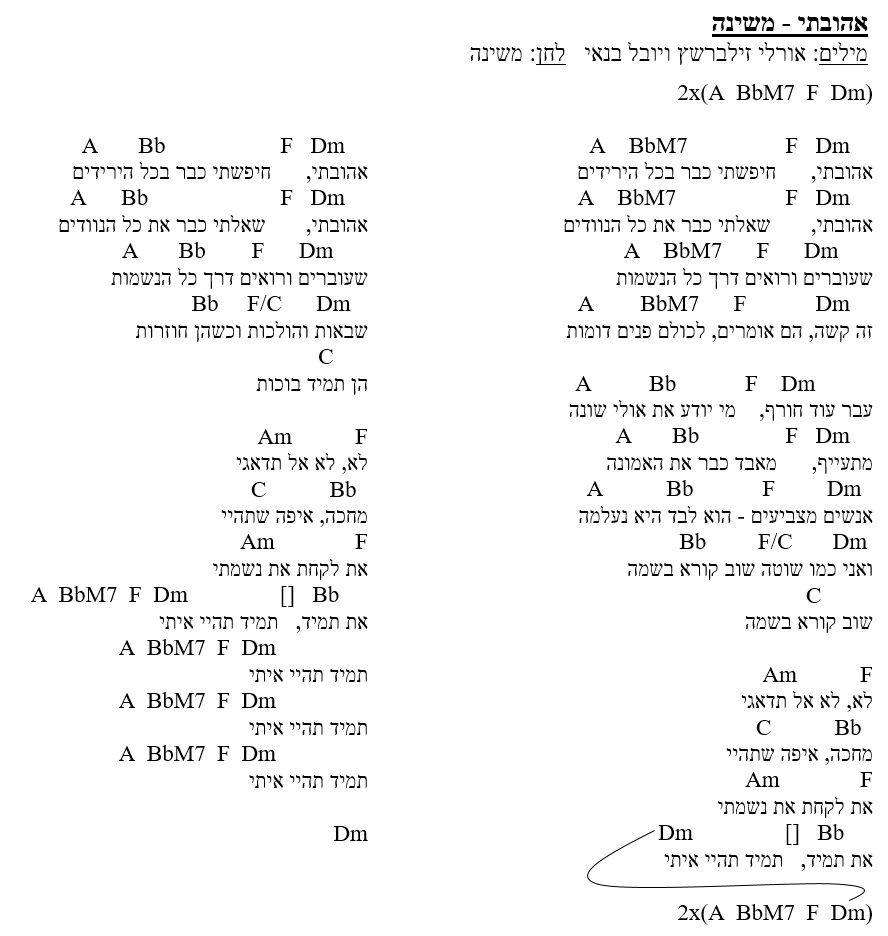 אהובתי - משינה
מילים: אורלי זילברשץ ויובל בנאי   לחן: משינה
2x(A  BbM7  F  Dm)
A  BbM7  F  Dm
אהובתי,   חיפשתי כבר בכל הירידים
A  BbM7  F  Dm
אהובתי,   שאלתי כבר את כל הנוודים
A  BbM7  F  Dm
שעוברים ורואים דרך כל הנשמות
A  BbM7  F  Dm
זה קשה, הם אומרים, לכולם פנים דומות
A  Bb  F  Dm
עבר עוד חורף,   מי יודע את אולי שונה
A  Bb  F  Dm
מתעייף,   מאבד כבר את האמונה
A  Bb  F  Dm
אנשים מצביעים - הוא לבד היא נעלמה
Bb  F/C  Dm
ואני כמו שוטה שוב קורא בשמה
C
שוב קורא בשמה
Am  F
לא, לא אל תדאגי
C  Bb
מחכה, איפה שתהיי
Am  F
את לקחת את נשמתי
Dm  []  Bb
את תמיד,   תמיד תהיי איתי
2x(A  BbM7  F  Dm)
A  Bb  F  Dm
אהובתי,   חיפשתי כבר בכל הירידים
A  Bb  F  Dm
אהובתי,   שאלתי כבר את כל הנוודים
A  Bb  F  Dm
שעוברים ורואים דרך כל הנשמות
Bb  F/C  Dm
שבאות והולכות וכשהן חוזרות
C
הן תמיד בוכות
Am  F
לא, לא אל תדאגי
C  Bb
מחכה, איפה שתהיי
Am  F
את לקחת את נשמתי
A  BbM7  F  Dm  []  Bb
את תמיד,   תמיד תהיי איתי
A  BbM7  F  Dm
תמיד תהיי איתי
A  BbM7  F  Dm
תמיד תהיי איתי
A  BbM7  F  Dm
תמיד תהיי איתי
Dm